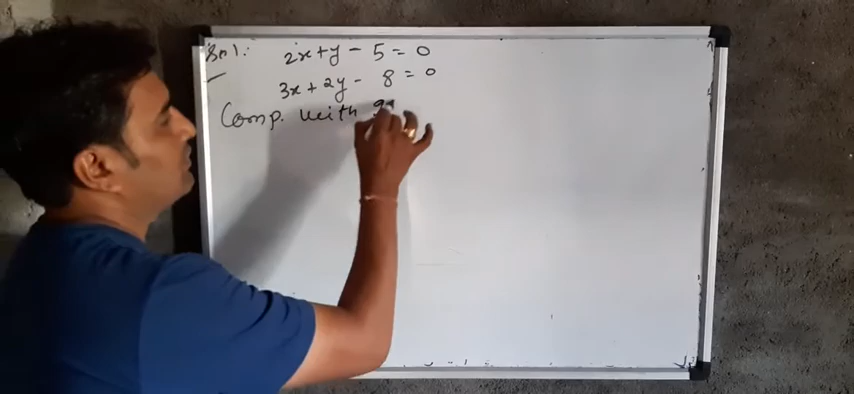 Sol:
2x+y - 5 = 0
3x + 2y - 8 = 0
Comp. with